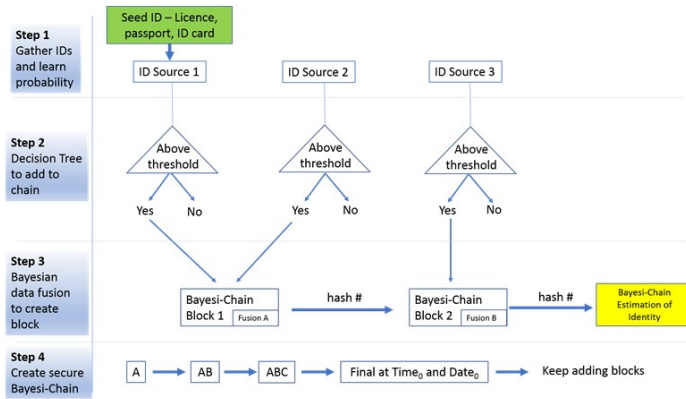 Seed ID – Licence,
passport, ID card
Step 1
Gather IDs
and learn
probability
ID Source 1
ID Source 2
ID Source 3
Step 2
Decision Tree
to add to
chain
Above
threshold
Above
threshold
Above
threshold
Yes
No
Yes
No
Yes
No
Step 3
Bayesian
data fusion
to create
block
Bayesi-Chain
Block 1
Fusion A
hash #
Bayesi-Chain
Block 2
Fusion B
hash #
Bayesi-Chain
Estimation of
Identity
Step 4
Create secure
Bayesi-Chain
A
AB
ABC
Final at Time0 and Date0
Keep adding blocks